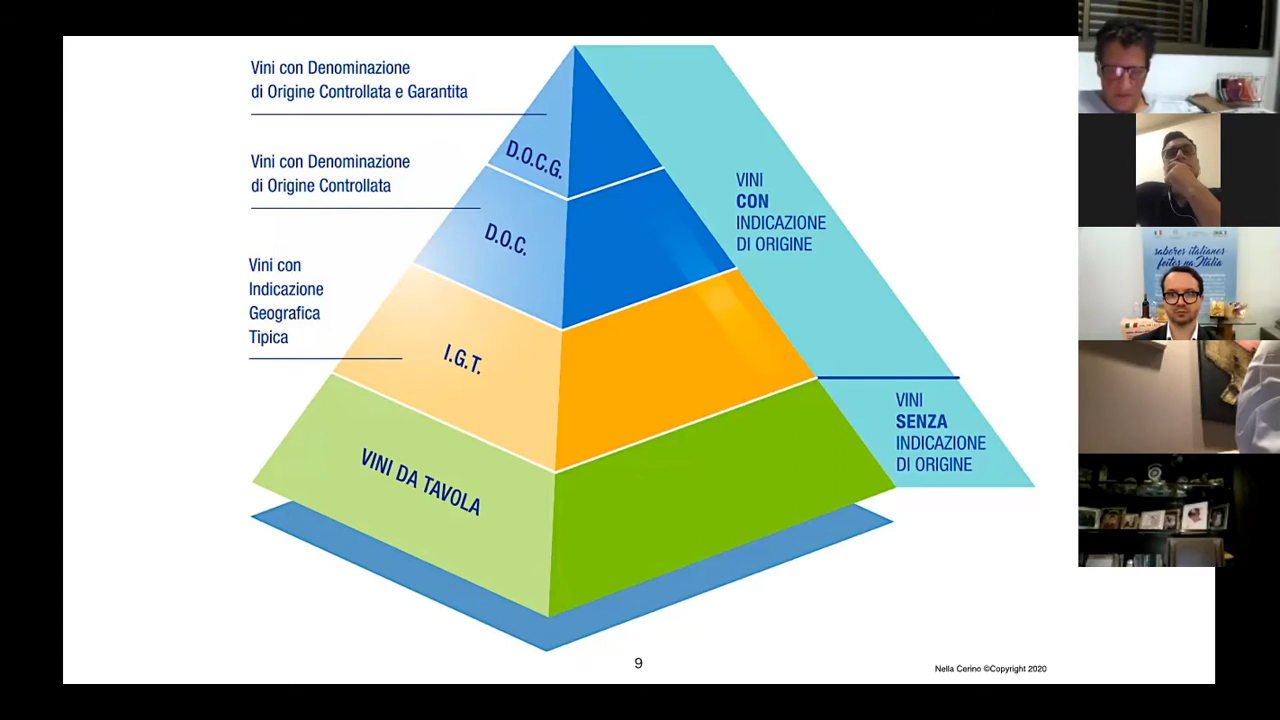 Vini con Denominazione
di Origine Controllata e Garantita
Vini con Denominazione
di Origine Controllata
Vini con
Indicazione
Geografica
Tipica
D.O.C.G.
D.O.C.
I.G.T.
VINI DA TAVOLA
VINI
CON
INDICAZIONE
DI ORIGINE
VINI
SENZA
INDICAZIONE
DI ORIGINE
9
Nella Cerino ©Copyright 2020
sabores italianos
feitos na Itália